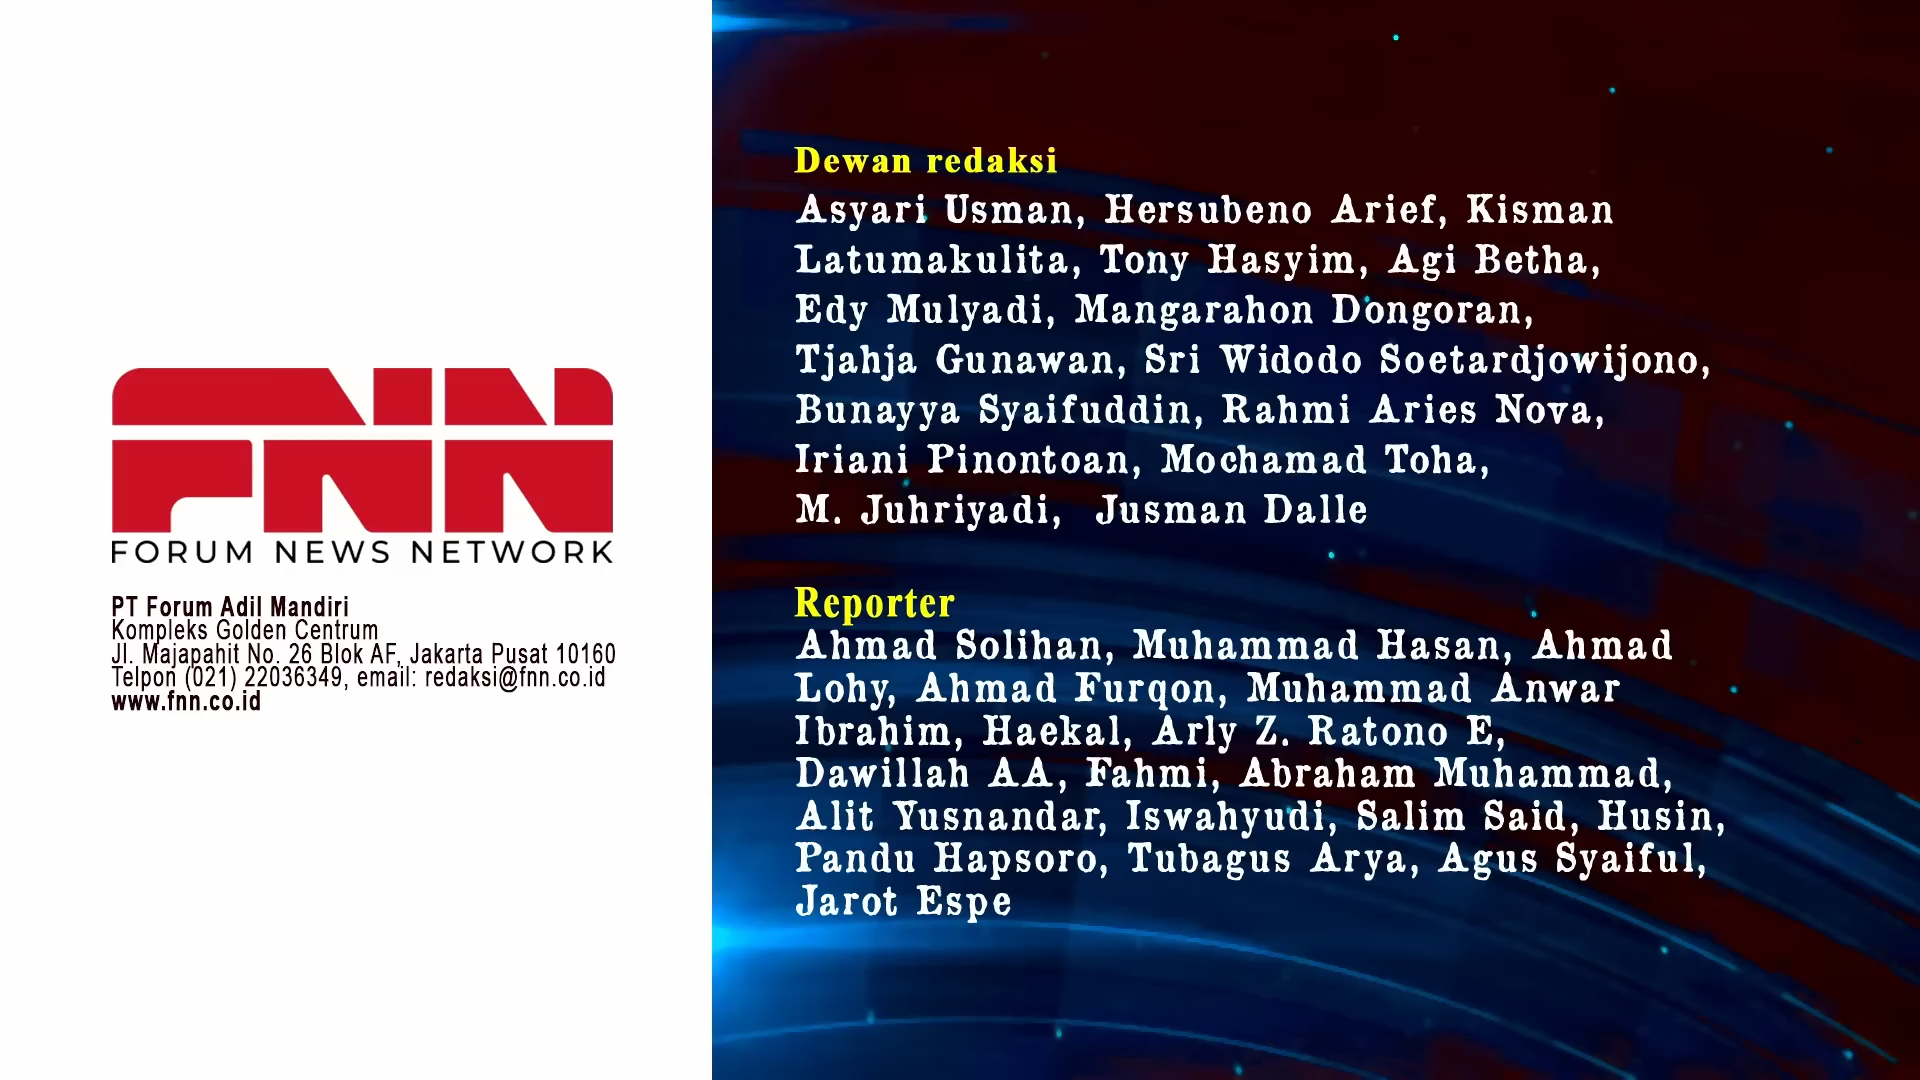 FNN
FORUM NEWS NETWORK
PT Forum Adil Mandiri
Kompleks Golden Centrum
Jl. Majapahit No. 26 Blok AF, Jakarta Pusat 10160
Telpon (021) 22036349, email: redaksi@fnn.co.id
www.fnn.co.id
Dewan redaksi
Asyari Usman, Hersubeno Arief, Kisman
Latumakulita, Tony Hasyim, Agi Betha,
Edy Mulyadi, Mangarahon Dongoran,
Tjahja Gunawan, Sri Widodo Soetardjowijono,
Bunayya Syaifuddin, Rahmi Aries Nova,
Iriani Pinontoan, Mochamad Toha,
M. Juhriyadi,  Jusman Dalle
Reporter
Ahmad Solihan, Muhammad Hasan, Ahmad
Lohy, Ahmad Furqon, Muhammad Anwar
Ibrahim, Haekal, Arly Z. Ratono E,
Dawillah AA, Fahmi, Abraham Muhammad,
Alit Yusnandar, Iswahyudi, Salim Said, Husin,
Pandu Hapsoro, Tubagus Arya, Agus Syaiful,
Jarot Espe